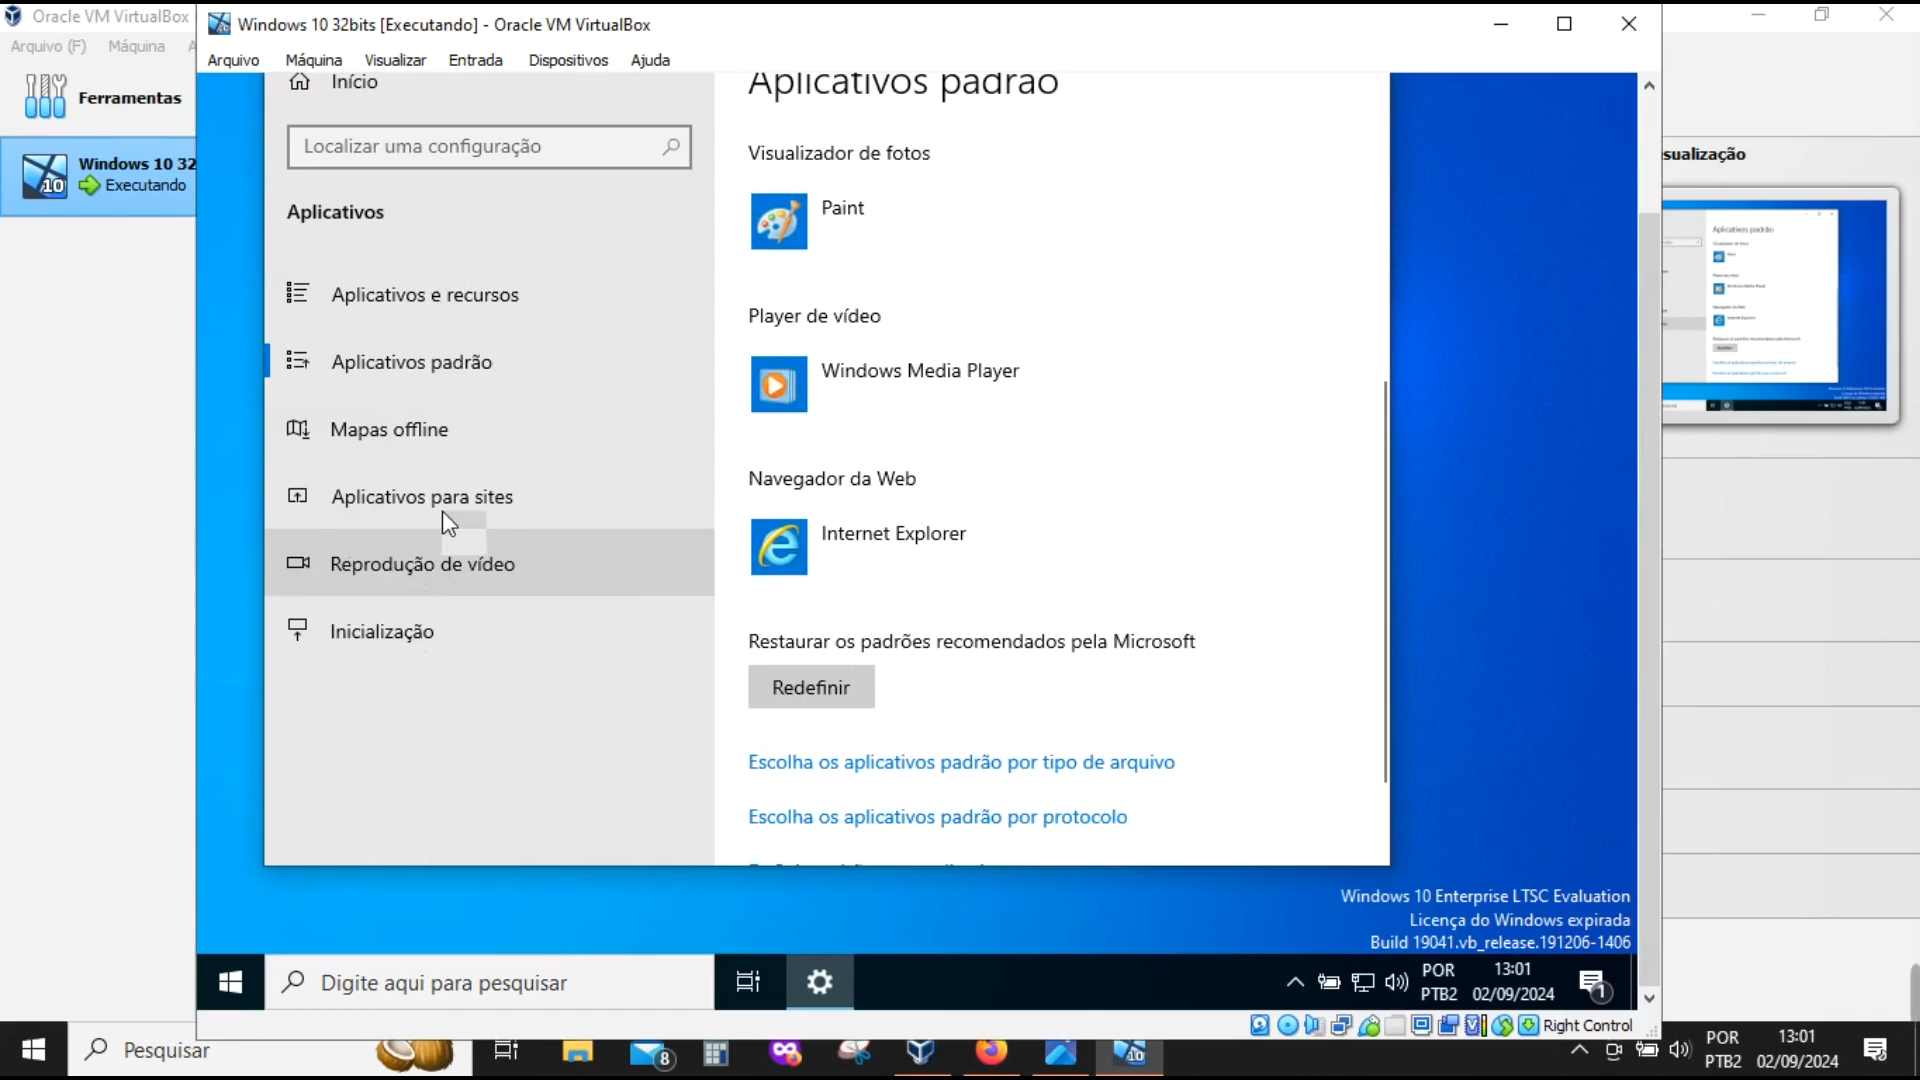 Oracle VM VirtualBox
Arquivo (F) Máquina A
Ferramentas
Windows 10 32
Executando
Windows 10 32bits [Executando] - Oracle VM VirtualBox
Arquivo Máquina Visualizar Entrada Dispositivos Ajuda
Início
Localizar uma configuração
Aplicativos
Aplicativos e recursos
Aplicativos padrão
Mapas offline
Aplicativos para sites
Reprodução de vídeo
Inicialização
Aplicativos padrão
Visualizador de fotos
Paint
Player de vídeo
Windows Media Player
Navegador da Web
Internet Explorer
Restaurar os padrões recomendados pela Microsoft
Redefinir
Escolha os aplicativos padrão por tipo de arquivo
Escolha os aplicativos padrão por protocolo
sualização
Aplicativos padrão
Windows 10 Enterprise LTSC Evaluation
Licença do Windows expirada
Build 19041.vb_release.191206-1406
Digite aqui para pesquisar
POR
PTB2
13:01
02/09/2024
1
Right Control
Pesquisar
8
10
POR
PTB2
13:01
02/09/2024